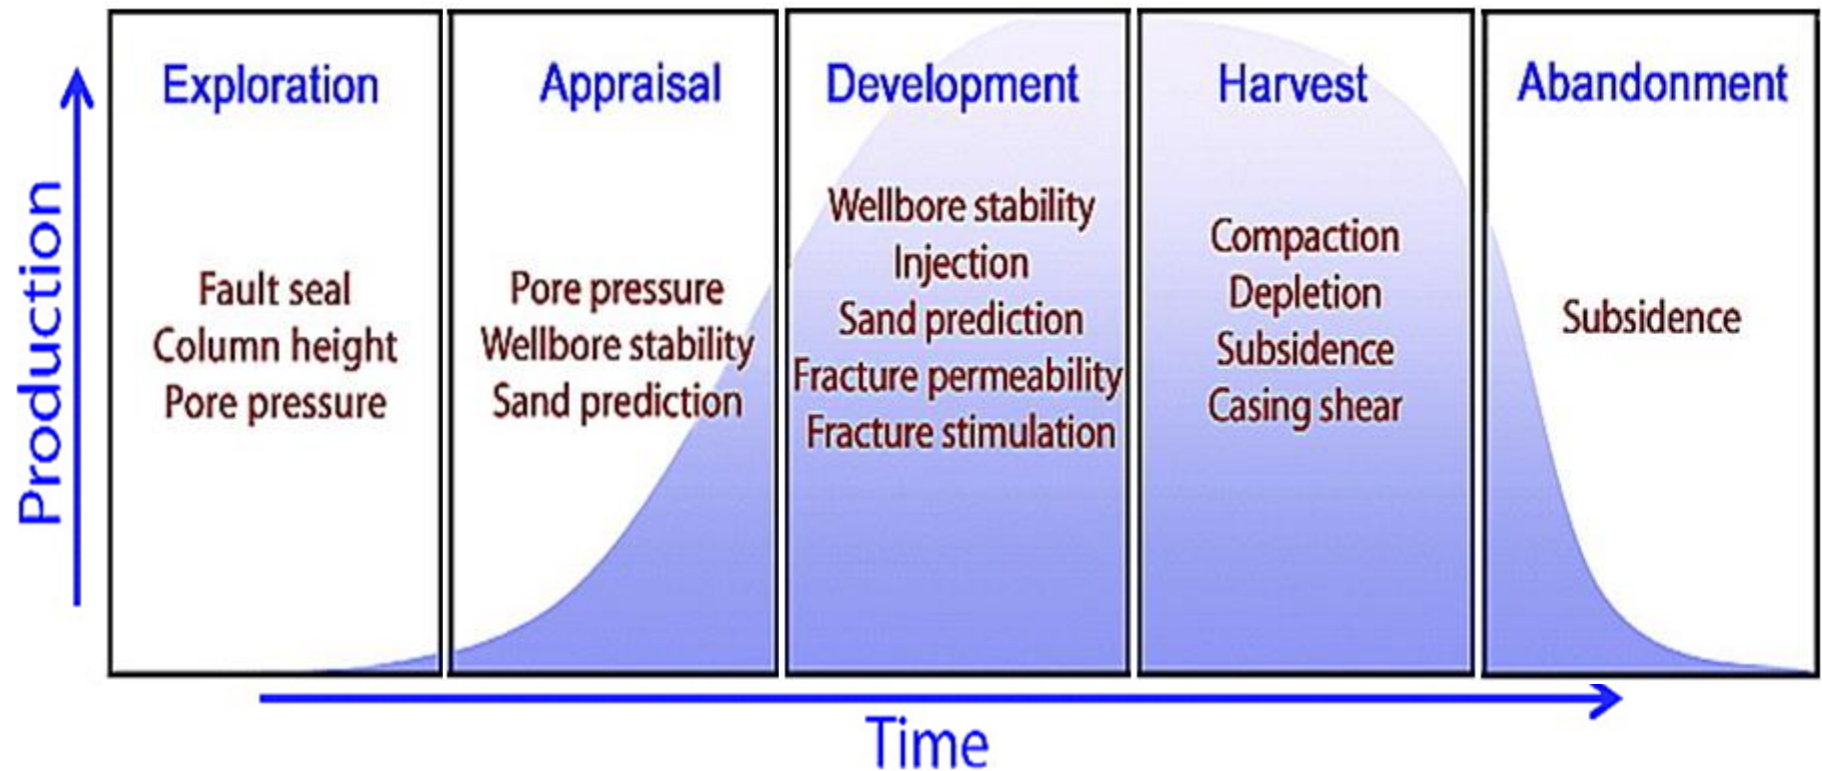 Production
Exploration
Fault seal
Column height
Pore pressure
Appraisal
Pore pressure
Wellbore stability
Sand prediction
Development
Wellbore stability
Injection
Sand prediction
Fracture permeability
Fracture stimulation
Harvest
Compaction
Depletion
Subsidence
Casing shear
Abandonment
Subsidence
Time